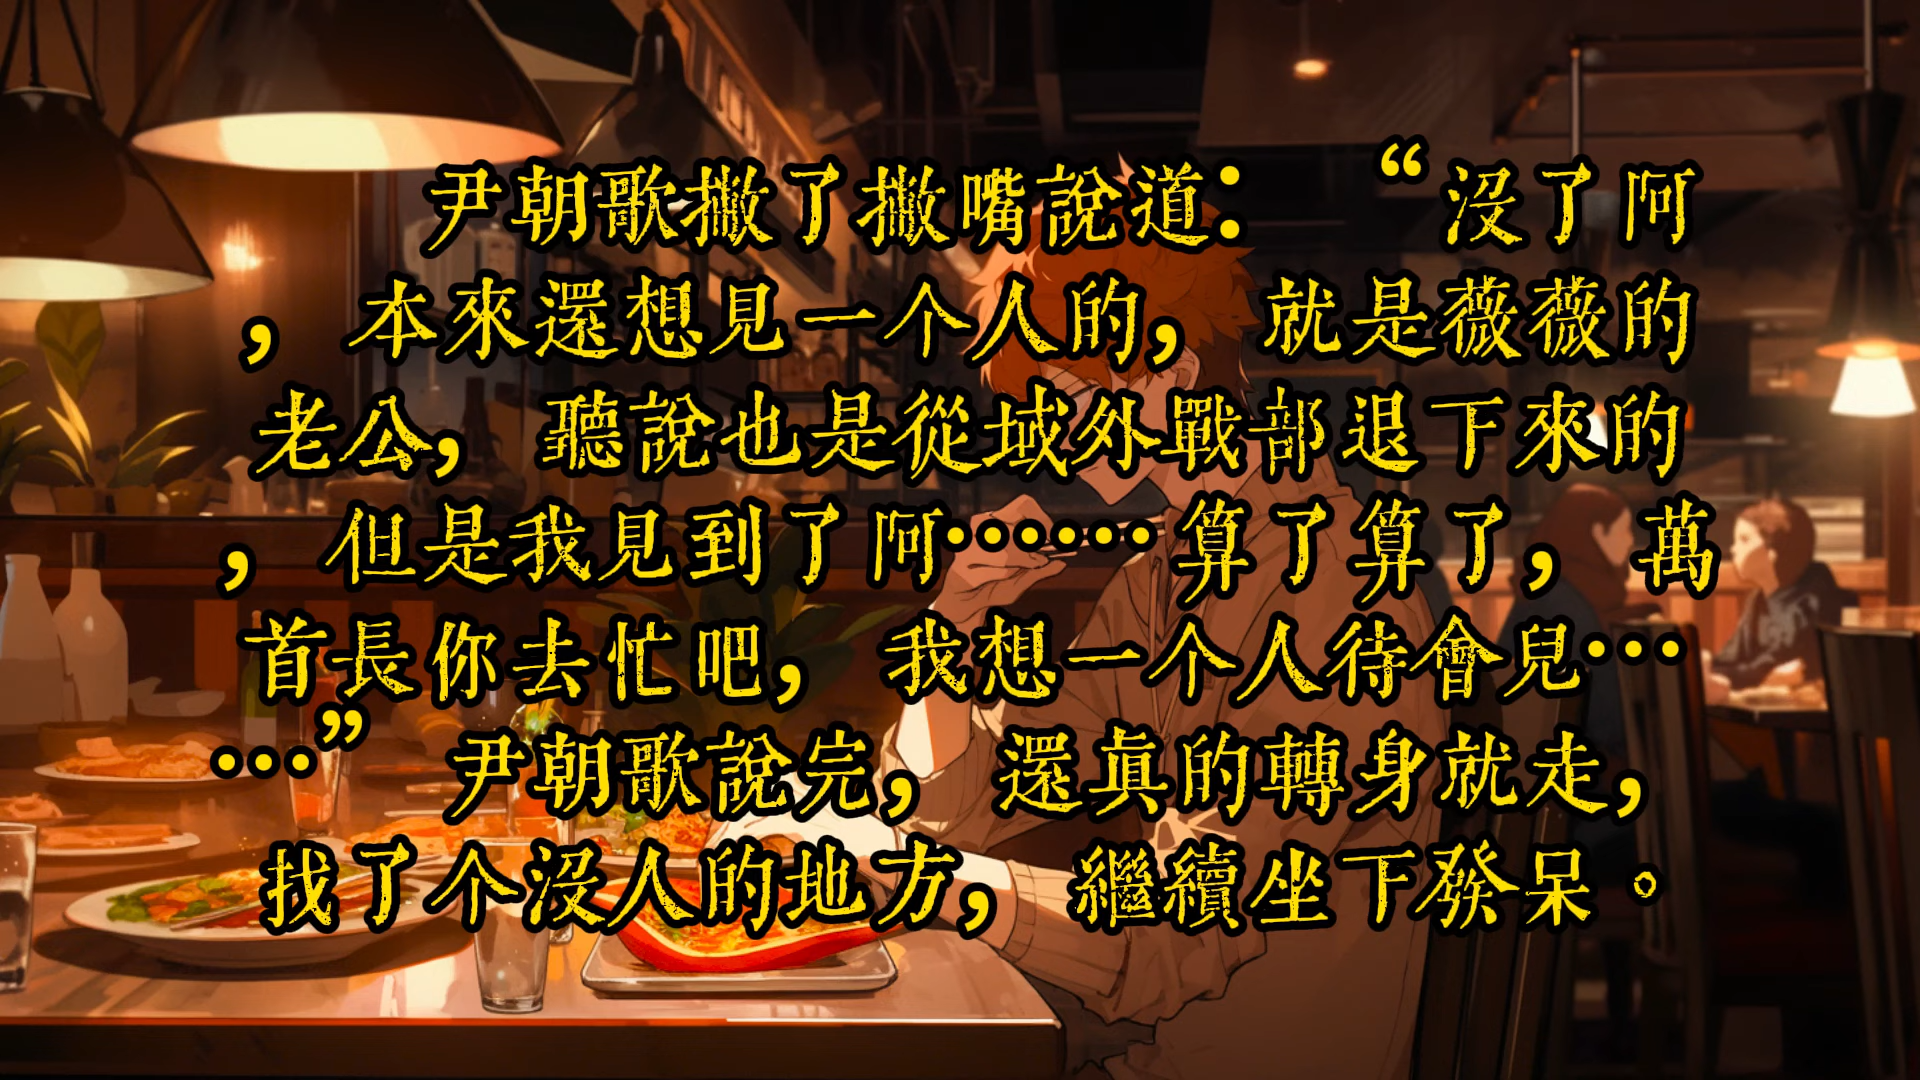 尹朝歌撇了撇嘴說道：“没了阿
，本來還想見一个人的，就是薇薇的
老公，聽說也是從域外戰部退下來的
，但是我見到了阿……算了算了，萬
首長你去忙吧，我想一个人待會兒…
…”尹朝歌說完，還真的轉身就走，
找了个没人的地方，繼續坐下發呆。